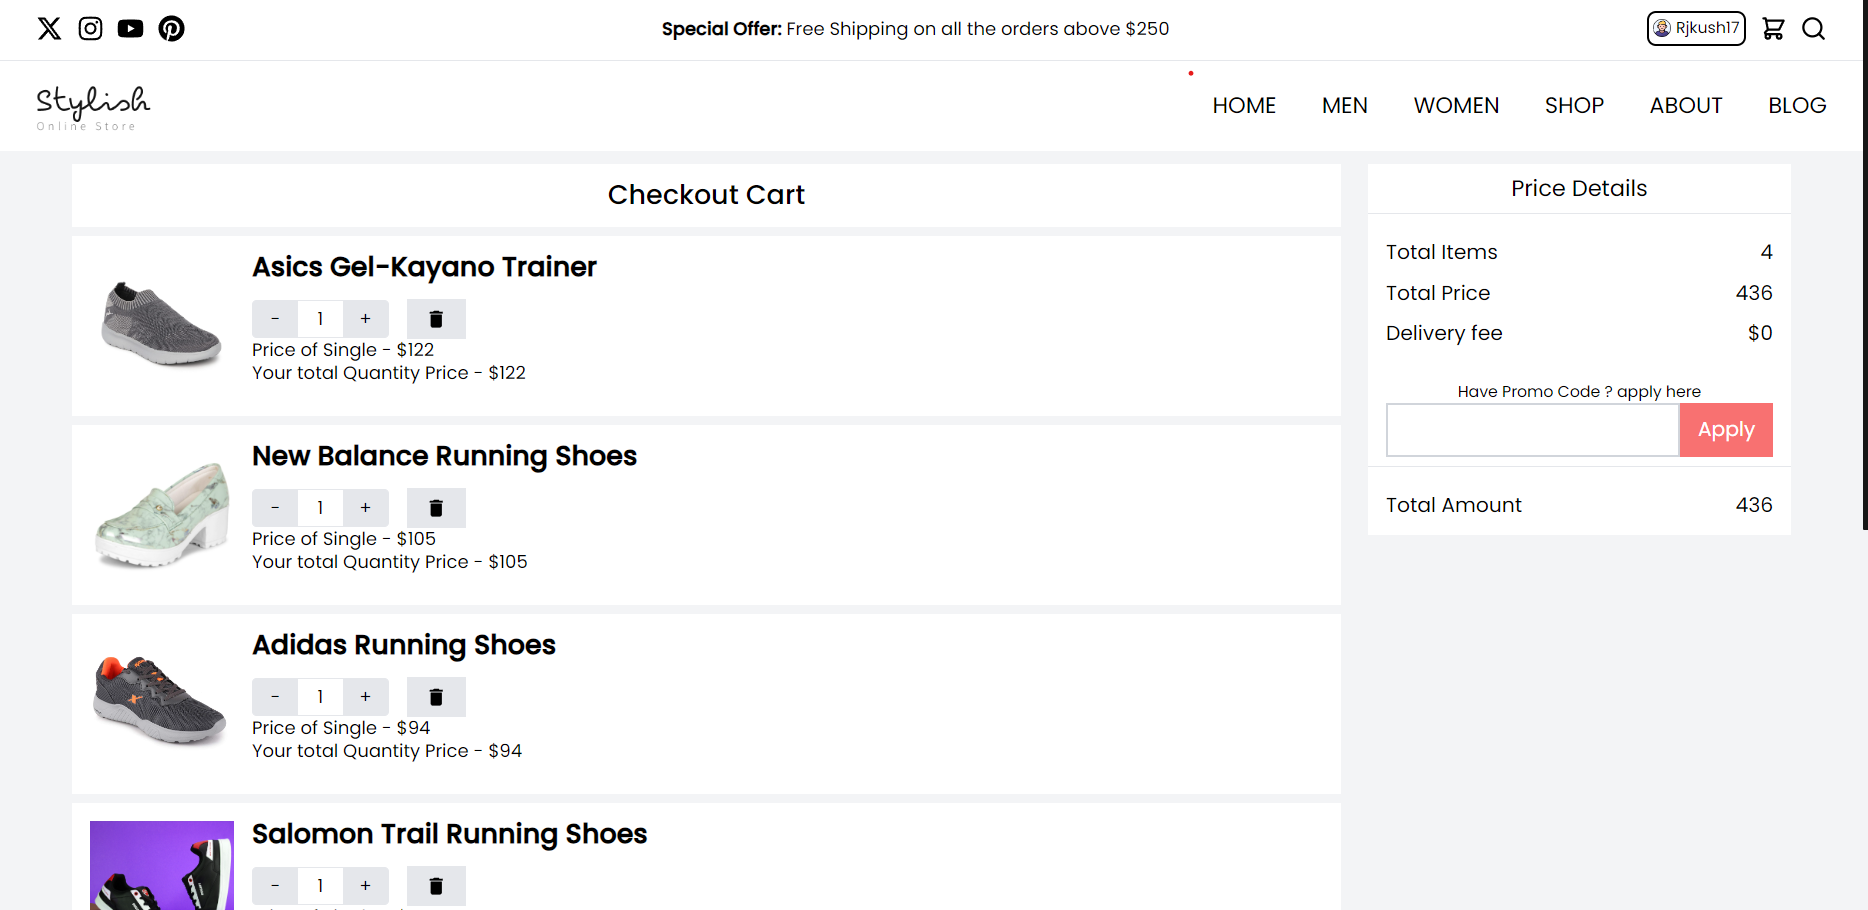 Special Offer: Free Shipping on all the orders above $250
Rjkush17
Stylish
Online Store
HOME MEN WOMEN SHOP ABOUT BLOG
Checkout Cart
Asics Gel-Kayano Trainer
- 1 +
Price of Single - $122
Your total Quantity Price - $122
New Balance Running Shoes
- 1 +
Price of Single - $105
Your total Quantity Price - $105
Adidas Running Shoes
- 1 +
Price of Single - $94
Your total Quantity Price - $94
Salomon Trail Running Shoes
- 1 +
Price Details
Total Items 4
Total Price 436
Delivery fee $0
Have Promo Code ? apply here
Apply
Total Amount 436